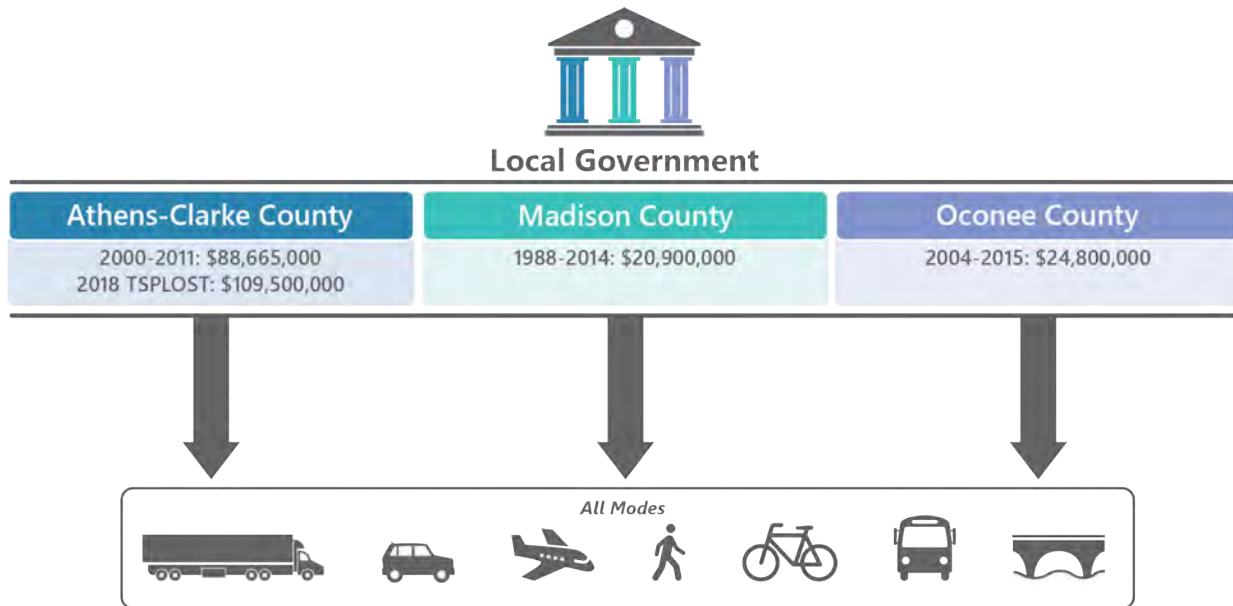 Local Government
Athens-Clarke County
2000-2011: $88,665,000
2018 TSPLOST: $109,500,000
Madison County
1988-2014: $20,900,000
Oconee County
2004-2015: $24,800,000
All Modes